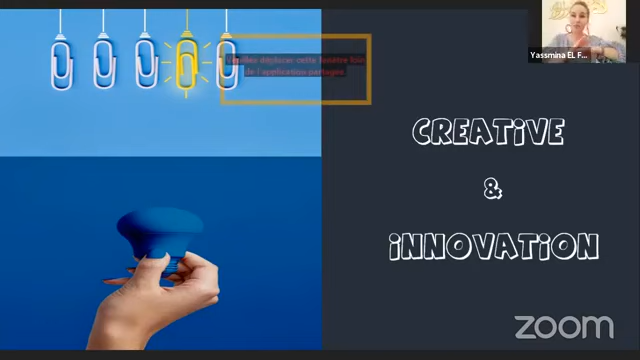 Veuillez déplacer cette fenêtre loin
de l'application partagée.
Yassmina EL F...
CREATIVE
&
INNOVATION
zoom